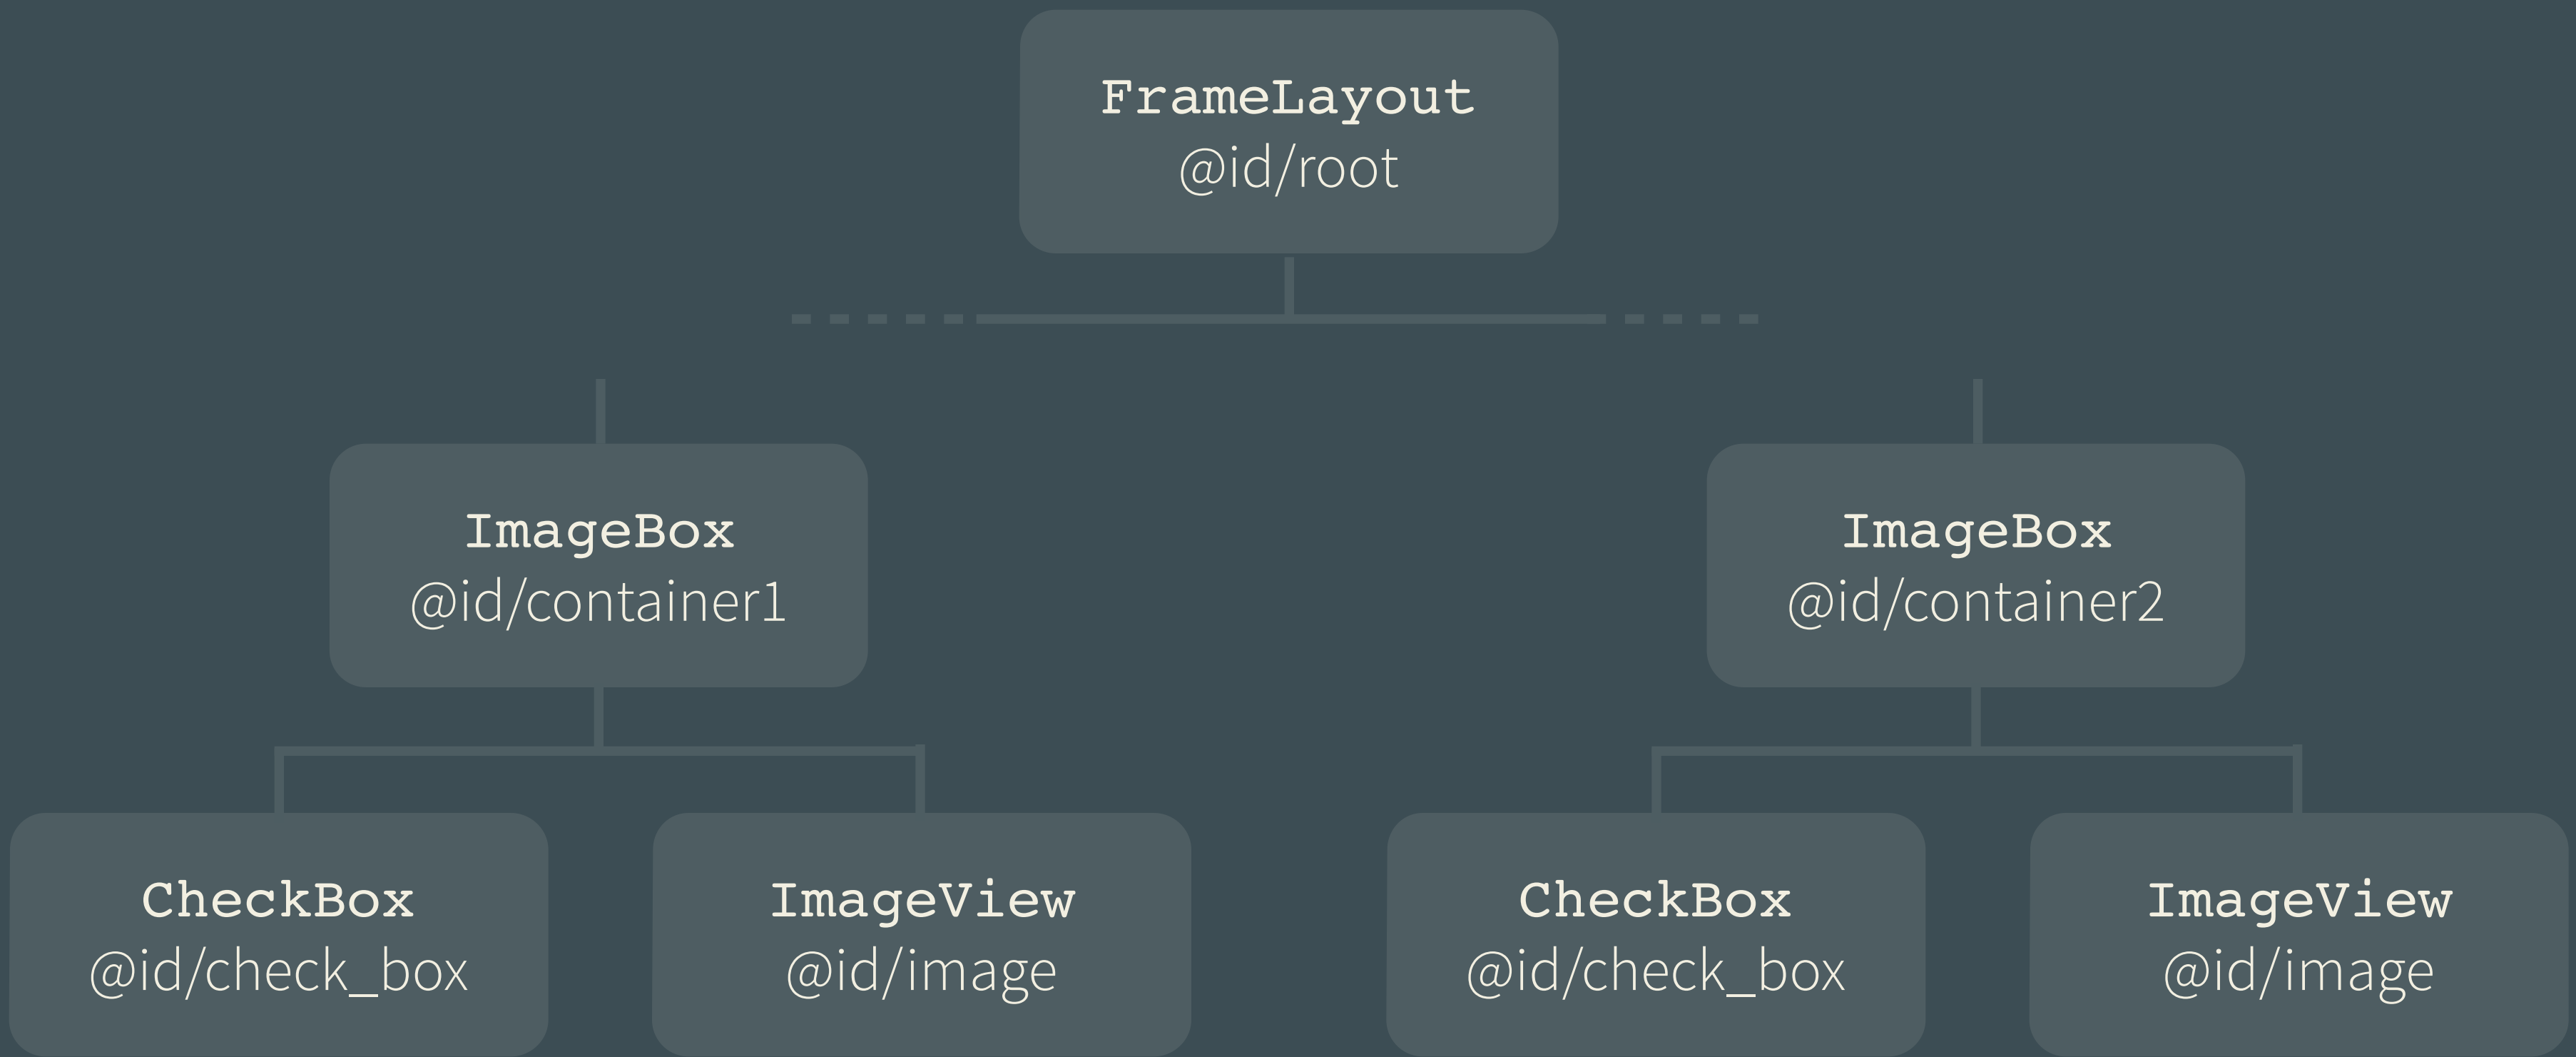 FrameLayout
@id/root
ImageBox
@id/container1
ImageBox
@id/container2
CheckBox
@id/check_box
ImageView
@id/image
CheckBox
@id/check_box
ImageView
@id/image